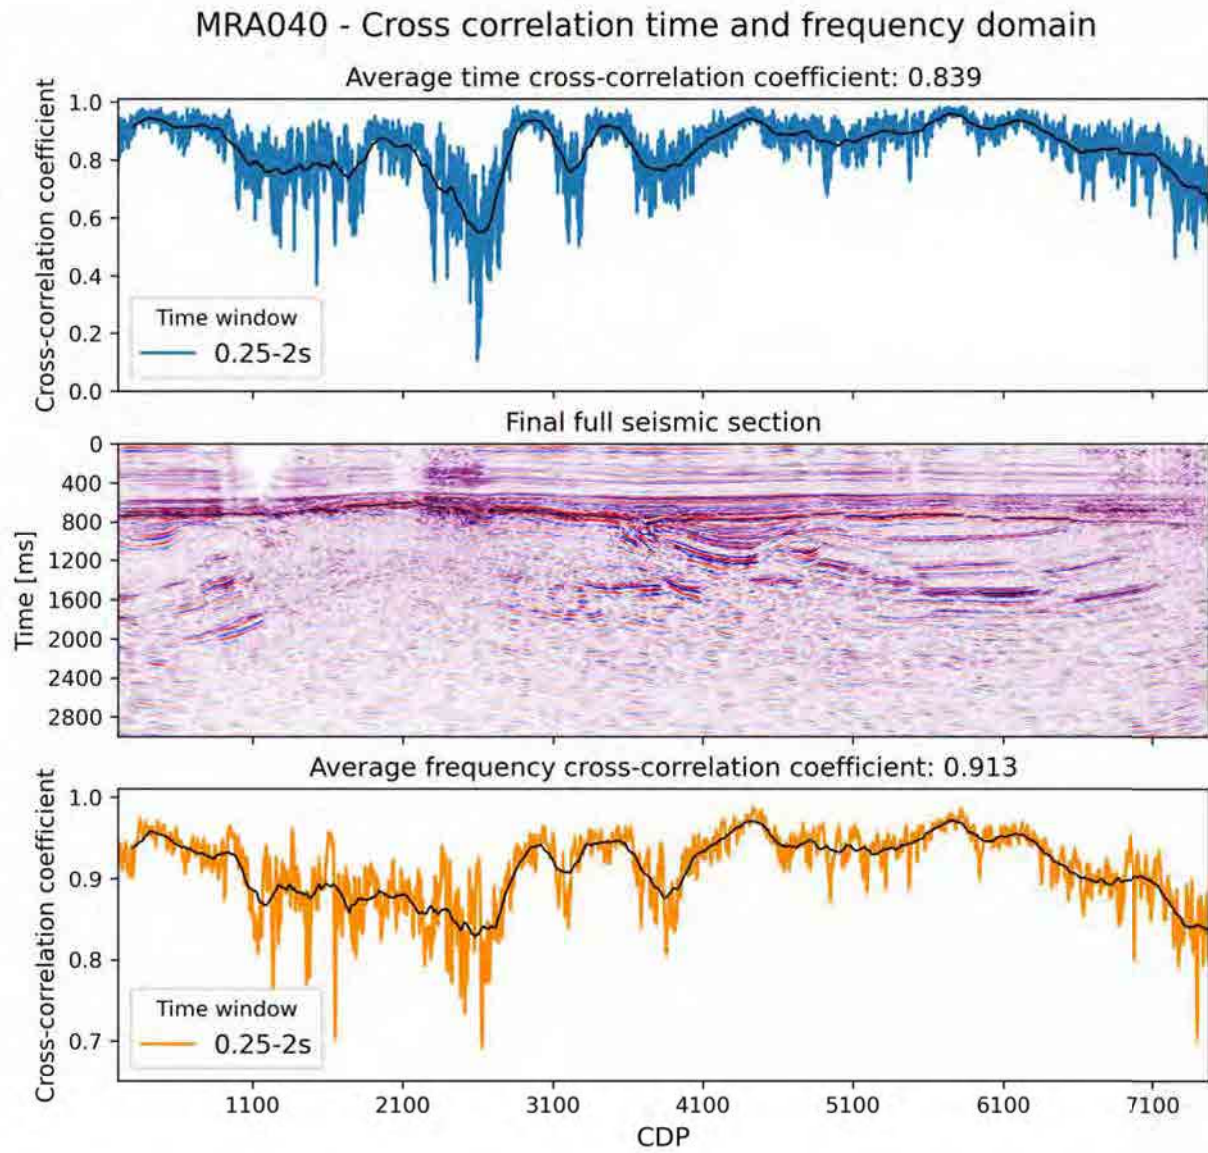 MRA040 - Cross correlation time and frequency domain
Average time cross-correlation coefficient: 0.839
Cross-correlation coefficient
1.0
0.8
0.6
0.4
0.2
0.0
Time window
0.25-2s
Final full seismic section
Time [ms]
0
400
800
1200
1600
2000
2400
2800
Average frequency cross-correlation coefficient: 0.913
Cross-correlation coefficient
1.0
0.9
0.8
0.7
Time window
0.25-2s
1100 2100 3100 4100 5100 6100 7100
CDP